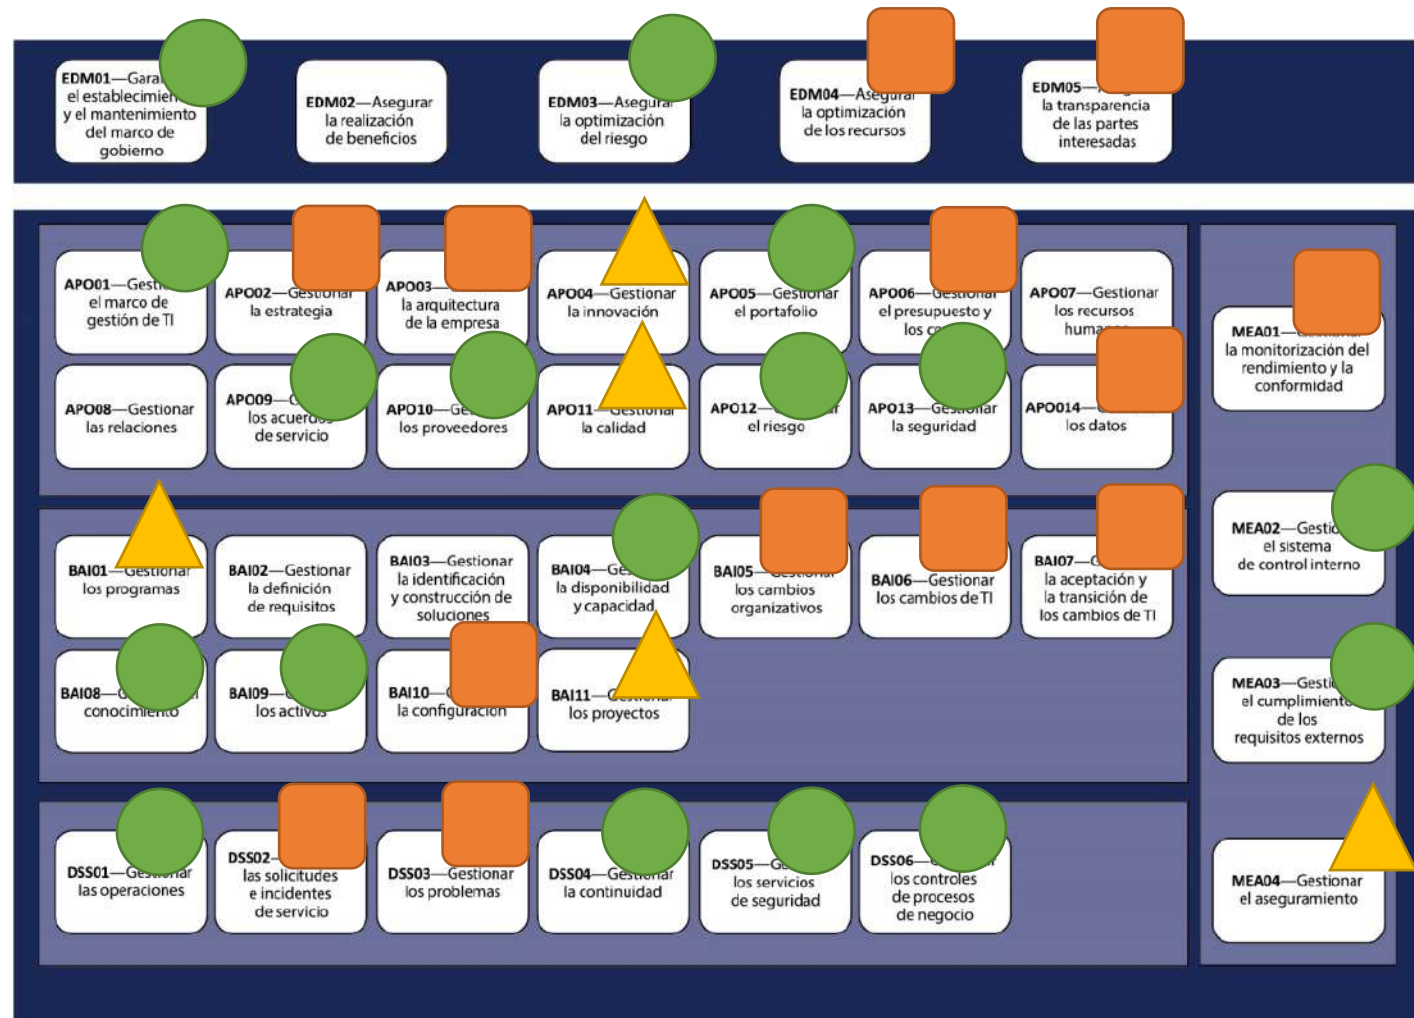 EDM01—Gara
el establecimien
y el mantenimiento
del marco de
gobierno
EDM02—Asegurar
la realización
de beneficios
EDM03—Asegurar
la optimización
del riesgo
EDM04—Asegurar
la optimización
de los recursos
EDM05—
la transparencia
de las partes
interesadas
APO01—Gest
el marco de
gestión de TI
APO02—Gestionar
la estrategia
APO03—
la arquitectura
de la empresa
APO04—Gestionar
la innovación
APO05—Gestionar
el portafolio
APO06—Gestionar
el presupuesto y
los co
APO07—Gestionar
los recursos
humanos
APO08—Gestionar
las relaciones
APO09—G
los acuerdos
de servicio
APO10—Ge
los proveedores
APO11—Gestionar
la calidad
APO12—Gestionar
el riesgo
APO13—Gestionar
la seguridad
APO014—G
los datos
BAI01—Gestionar
los programas
BAI02—Gestionar
la definición
de requisitos
BAI03—Gestionar
la identificación
y construcción de
soluciones
BAI04—Gestionar
la disponibilidad
y capacidad
BAI05—Gestionar
los cambios
organizativos
BAI06—Gestionar
los cambios de TI
BAI07—G
la aceptación y
la transición de
los cambios de TI
BAI08—G
conocimiento
BAI09—G
los activos
BAI10—G
la configuración
BAI11—Gestionar
los proyectos
DSS01—Gestionar
las operaciones
DSS02—
las solicitudes
e incidentes
de servicio
DSS03—Gestionar
los problemas
DSS04—Gestionar
la continuidad
DSS05—Ge
los servicios
de seguridad
DSS06—G
los controles
de procesos
de negocio
MEA01—Gestionar
la monitorización del
rendimiento y la
conformidad
MEA02—Gestio
el sistema
de control interno
MEA03—Gestio
el cumplimiento
de los
requisitos externos
MEA04—Gestionar
el aseguramiento